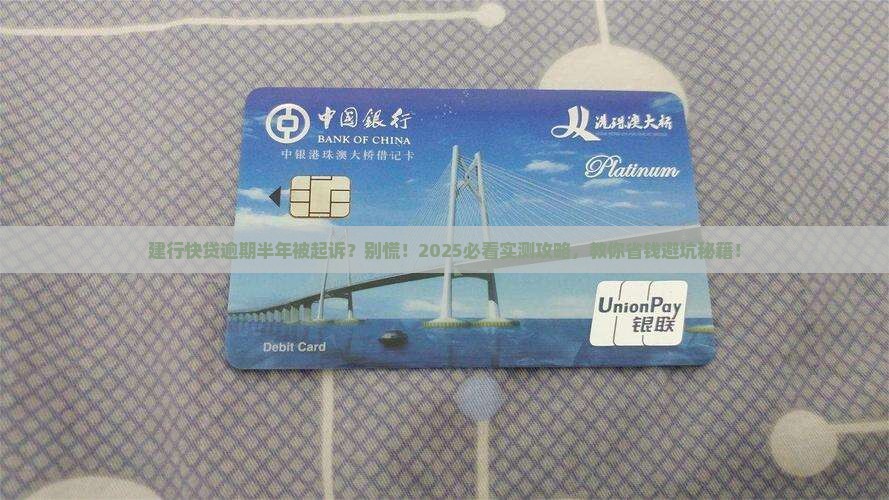 中国銀行
BANK OF CHINA
中银港珠澳大桥借记卡
港珠澳大桥
Platinum
建行快贷逾期半年被起诉？别慌！2025必看实测攻略，教你省钱避坑秘籍！
UnionPay
银联
Debit Card